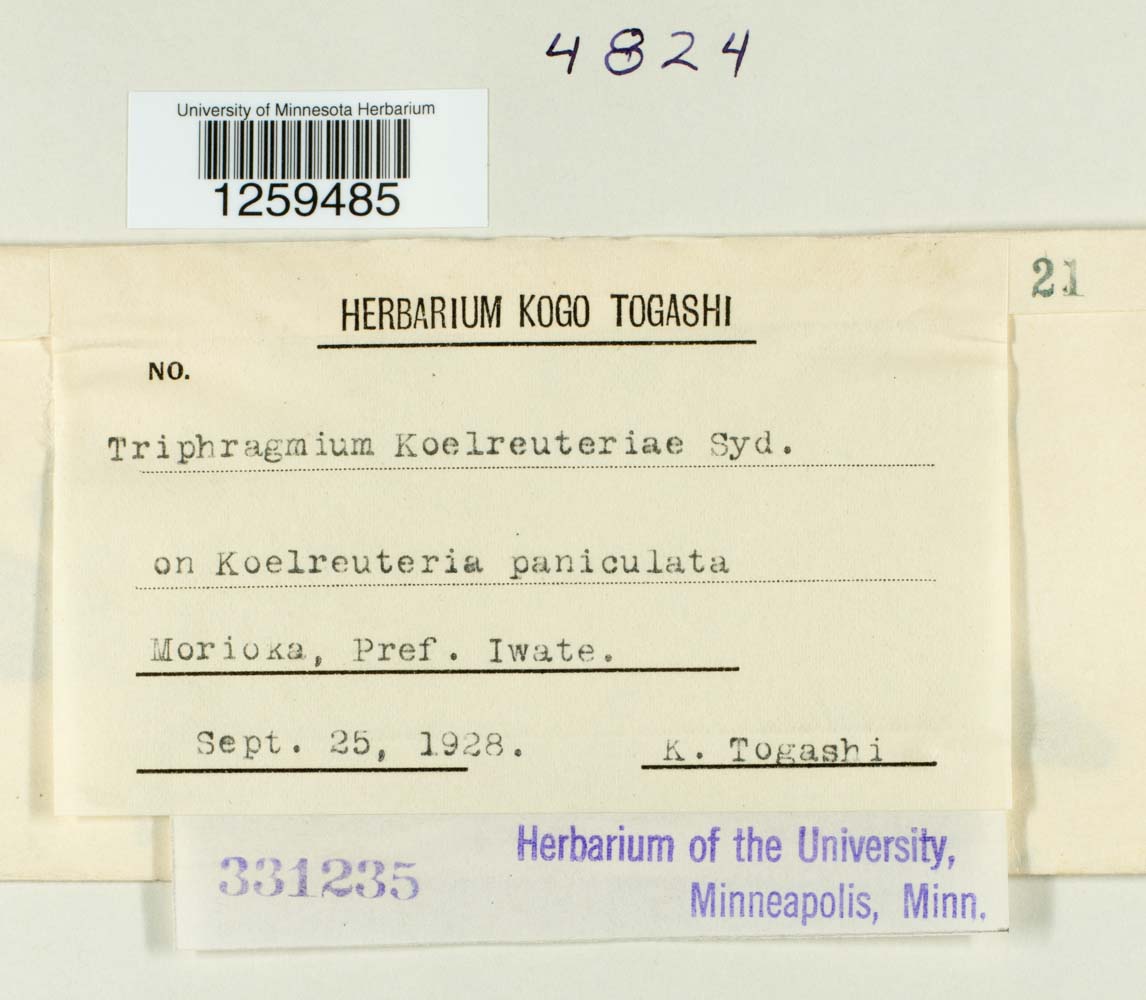 4824
University of Minnesota Herbarium
1259485
21
HERBARIUM KOGO TOGASHI
NO.
Triphragmium Koelreuteriae Syd.
on Koelreuteria paniculata
Morioka, Pref. Iwate.
Sept. 25, 1928. K. Togashi
331235
Herbarium of the University,
Minneapolis, Minn.